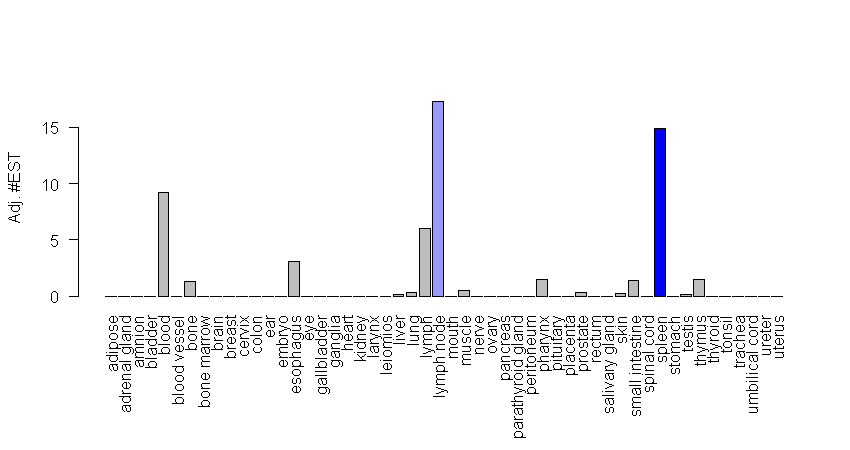 Adj. #EST
15
10
5
0
adipose
adrenal gland
amnion
bladder
blood
blood vessel
bone
bone marrow
brain
breast
cervix
colon
ear
embryo
esophagus
eye
gallbladder
ganglia
heart
kidney
larynx
leiomios
liver
lung
lymph
lymph node
mouth
muscle
nerve
ovary
pancreas
parathyroid gland
peritoneum
pharynx
pituitary
placenta
prostate
rectum
salivary gland
skin
small intestine
spinal cord
spleen
stomach
testis
thymus
thyroid
tonsil
trachea
umbilical cord
ureter
uterus